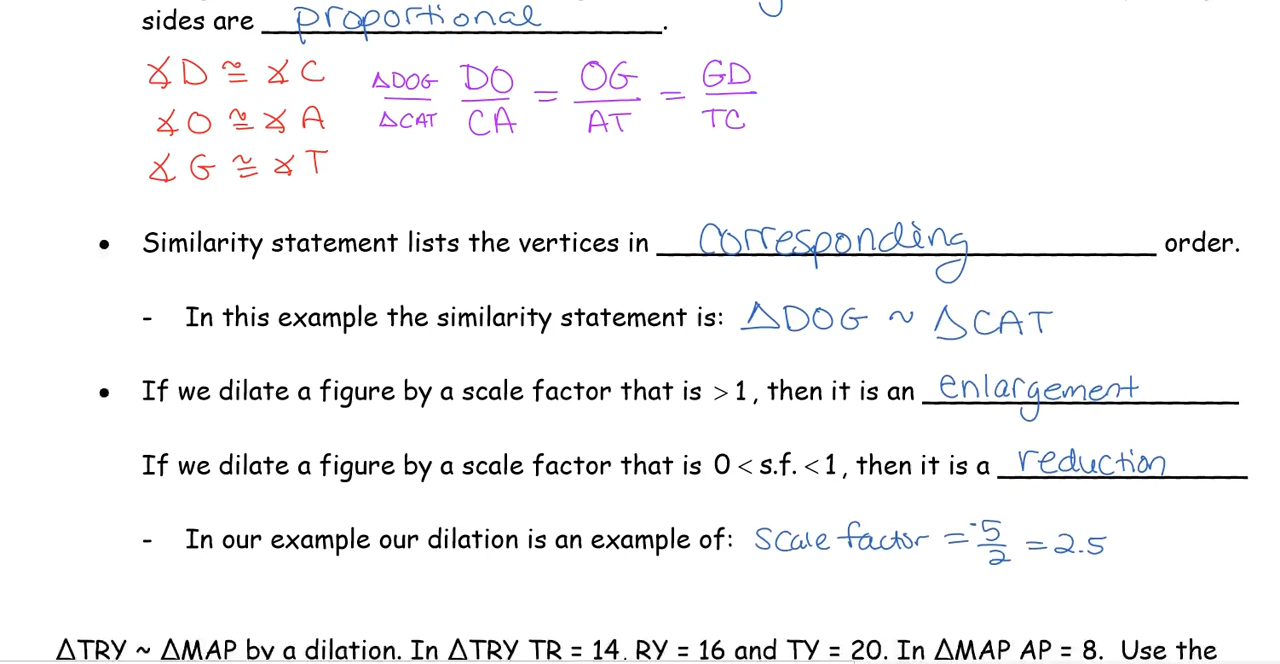 sides are proportional.
∡D ≅ ∡C ΔDOG/ΔCAT DO/CA = OG/AT = GD/TC
∡O ≅ ∡A
∡G ≅ ∡T
• Similarity statement lists the vertices in corresponding order.
- In this example the similarity statement is: ΔDOG ~ ΔCAT
• If we dilate a figure by a scale factor that is > 1, then it is an enlargement
If we dilate a figure by a scale factor that is 0 < s.f. < 1, then it is a reduction
- In our example our dilation is an example of: Scale factor = 5/2 = 2.5
ΔTRY ~ ΔMAP by a dilation. In ΔTRY TR = 14, RY = 16 and TY = 20. In ΔMAP AP = 8. Use the